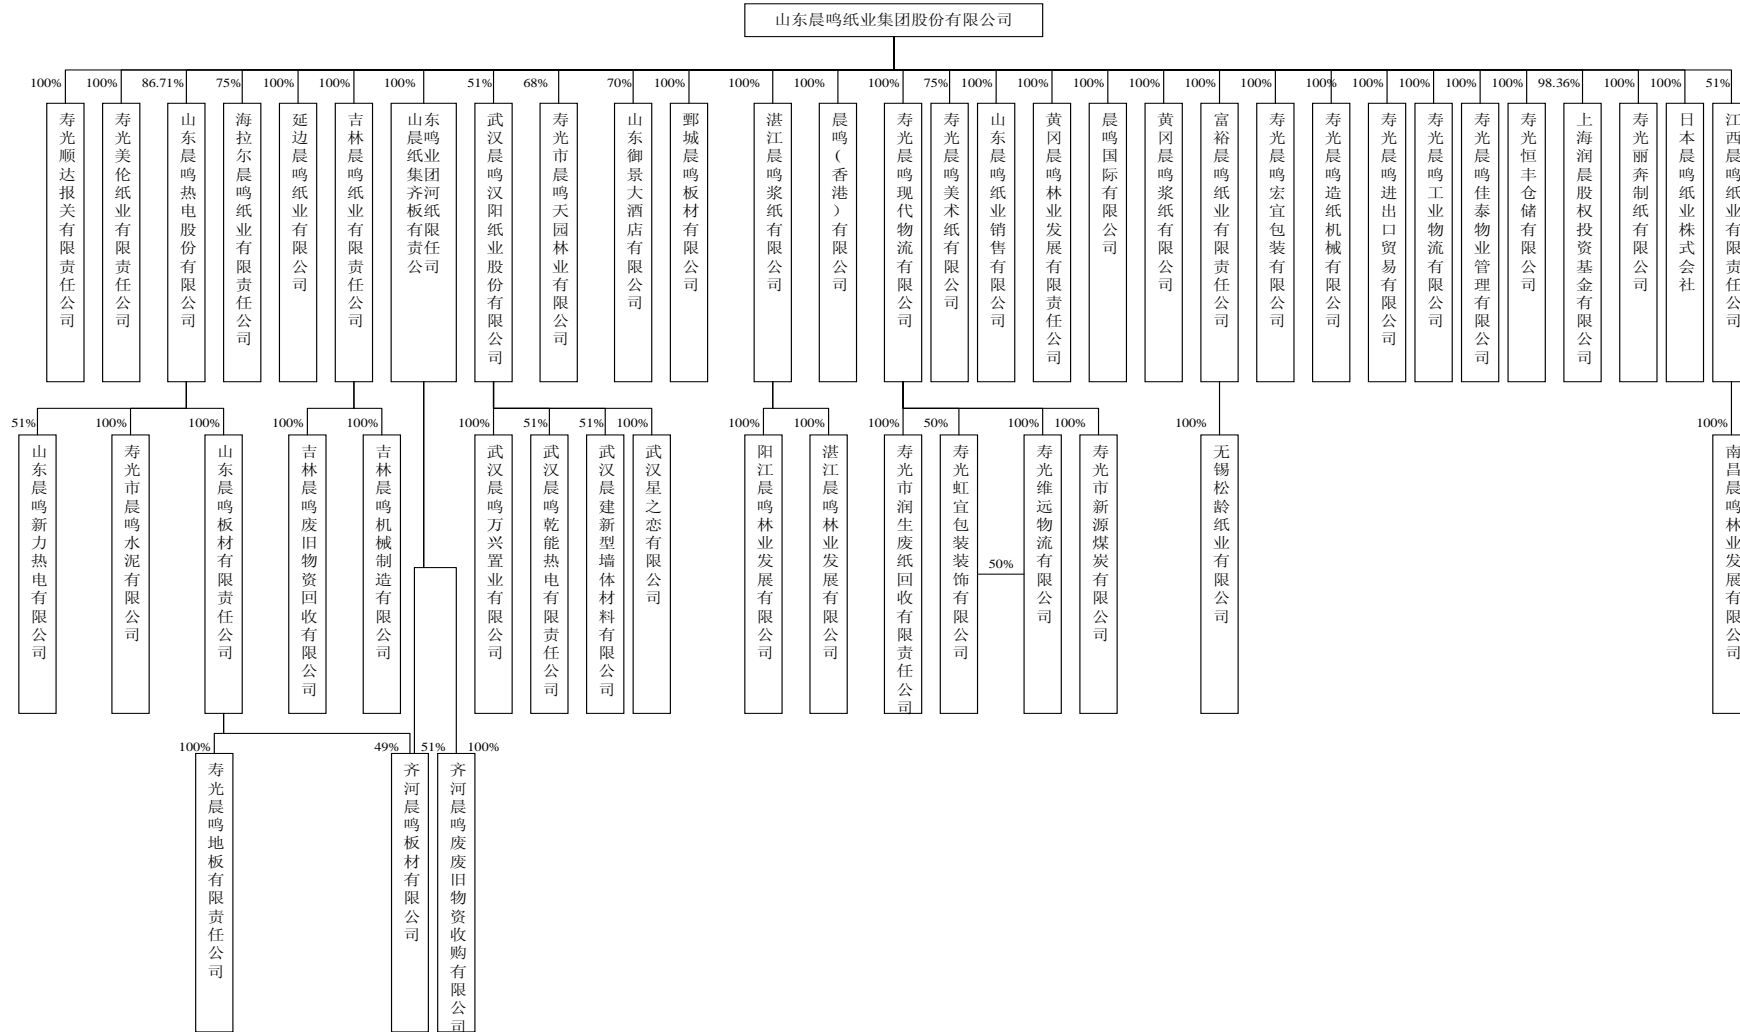 山东晨鸣纸业集团股份有限公司
100%
100%
86.71%
75%
100%
100%
100%
51%
68%
70%
100%
100%
100%
100%
75%
100%
100%
100%
100%
100%
100%
100%
100%
100%
100%
100%
98.36%
100%
100%
51%
寿光顺达报关有限责任公司
寿光美伦纸业有限责任公司
山东晨鸣热电股份有限公司
海拉尔晨鸣纸业有限责任公司
延边晨鸣纸业有限公司
吉林晨鸣纸业有限责任公司
山东
晨鸣
纸业
集团
齐河
板纸
有限
责任
公司
武汉晨鸣汉阳纸业股份有限公司
寿光市晨鸣天园林业有限公司
山东御景大酒店有限公司
鄄城晨鸣板材有限公司
湛江晨鸣浆纸有限公司
晨鸣(香港)有限公司
寿光晨鸣现代物流有限公司
寿光晨鸣美术纸有限公司
山东晨鸣纸业销售有限公司
黄冈晨鸣林业发展有限责任公司
晨鸣国际有限公司
黄冈晨鸣浆纸有限公司
富裕晨鸣纸业有限责任公司
寿光晨鸣宏宜包装有限公司
寿光晨鸣造纸机械有限公司
寿光晨鸣进出口贸易有限公司
寿光晨鸣工业物流有限公司
寿光晨鸣佳泰物业管理有限公司
寿光恒丰仓储有限公司
上海润晨股权投资基金有限公司
寿光丽奔制纸有限公司
日本晨鸣纸业株式会社
江西晨鸣纸业有限责任公司
51%
100%
100%
100%
100%
100%
51%
51%
100%
100%
100%
100%
50%
100%
100%
100%
100%
山东晨鸣新力热电有限公司
寿光市晨鸣水泥有限公司
山东晨鸣板材有限责任公司
吉林晨鸣废旧物资回收有限公司
吉林晨鸣机械制造有限公司
武汉晨鸣万兴置业有限公司
武汉晨鸣乾能热电有限责任公司
武汉晨建新型墙体材料有限公司
武汉星之恋有限公司
阳江晨鸣林业发展有限公司
湛江晨鸣林业发展有限公司
寿光市润生废纸回收有限责任公司
寿光虹宜包装装饰有限公司
50%
寿光维远物流有限公司
寿光市新源煤炭有限公司
无锡松龄纸业有限公司
南昌晨鸣林业发展有限公司
100%
49%
51%
100%
寿光晨鸣地板有限责任公司
齐河晨鸣板材有限公司
齐河晨鸣废废旧物资收购有限公司